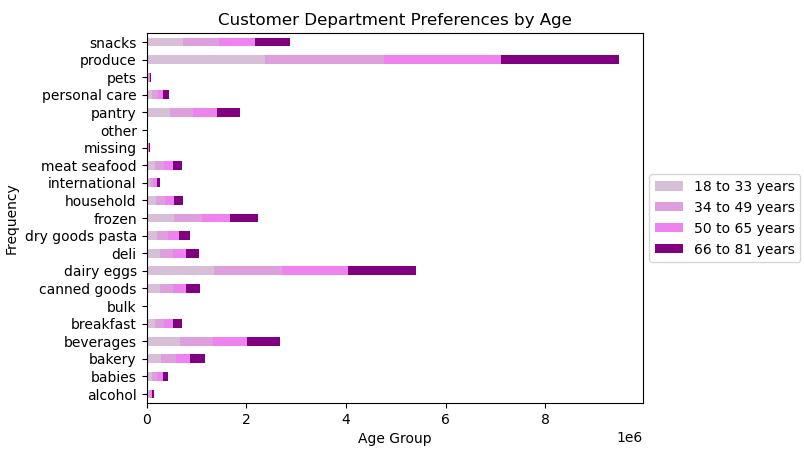 Customer Department Preferences by Age
snacks
produce
pets
personal care
pantry
other
missing
meat seafood
international
household
frozen
dry goods pasta
deli
dairy eggs
canned goods
bulk
breakfast
beverages
bakery
babies
alcohol
Frequency
0 2 4 6 8
1e6
Age Group
18 to 33 years
34 to 49 years
50 to 65 years
66 to 81 years